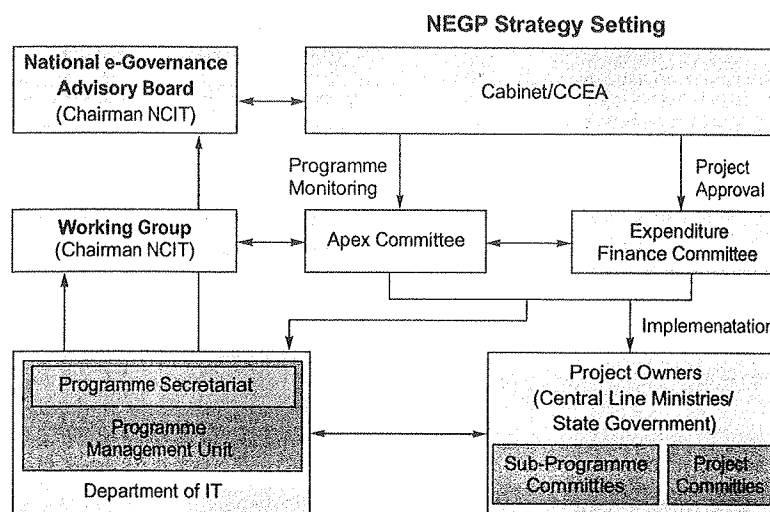 NEGP Strategy Setting
National e-Governance
Advisory Board
(Chairman NCIT)
Cabinet/CCEA
Programme
Monitoring
Project
Approval
Working Group
(Chairman NCIT)
Apex Committee
Expenditure
Finance Committee
Implemenatation
Programme Secretariat
Programme
Management Unit
Department of IT
Project Owners
(Central Line Ministries/
State Government)
Sub-Programme
Committies
Project
Committies